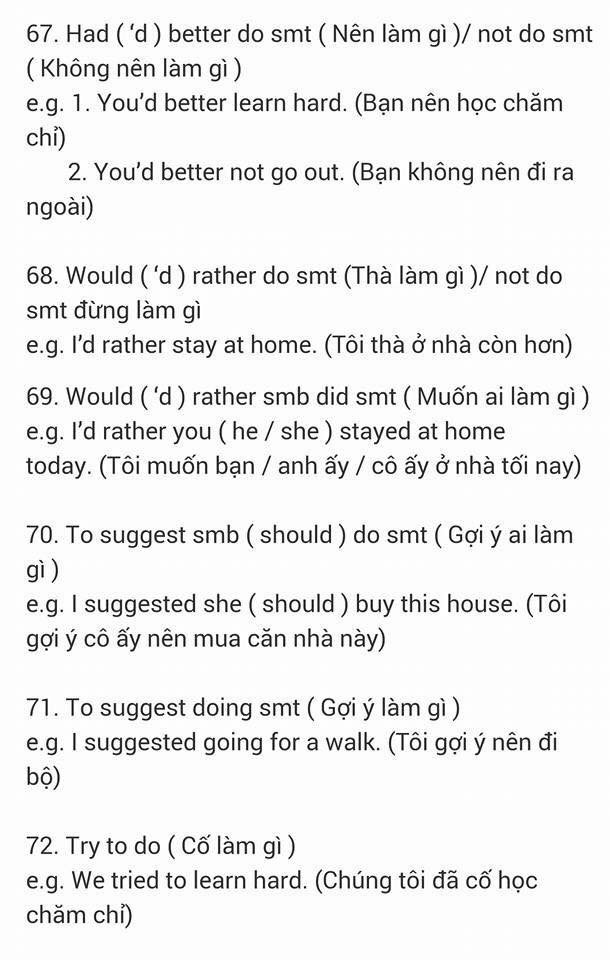 67. Had ( ‘d ) better do smt ( Nên làm gì )/ not do smt
( Không nên làm gì )
e.g. 1. You’d better learn hard. (Bạn nên học chăm
chỉ)
2. You’d better not go out. (Bạn không nên đi ra
ngoài)
68. Would ( ‘d ) rather do smt (Thà làm gì )/ not do
smt đừng làm gì
e.g. I’d rather stay at home. (Tôi thà ở nhà còn hơn)
69. Would ( ‘d ) rather smb did smt ( Muốn ai làm gì )
e.g. I’d rather you ( he / she ) stayed at home
today. (Tôi muốn bạn / anh ấy / cô ấy ở nhà tối nay)
70. To suggest smb ( should ) do smt ( Gợi ý ai làm
gì )
e.g. I suggested she ( should ) buy this house. (Tôi
gợi ý cô ấy nên mua căn nhà này)
71. To suggest doing smt ( Gợi ý làm gì )
e.g. I suggested going for a walk. (Tôi gợi ý nên đi
bộ)
72. Try to do ( Cố làm gì )
e.g. We tried to learn hard. (Chúng tôi đã cố học
chăm chỉ)